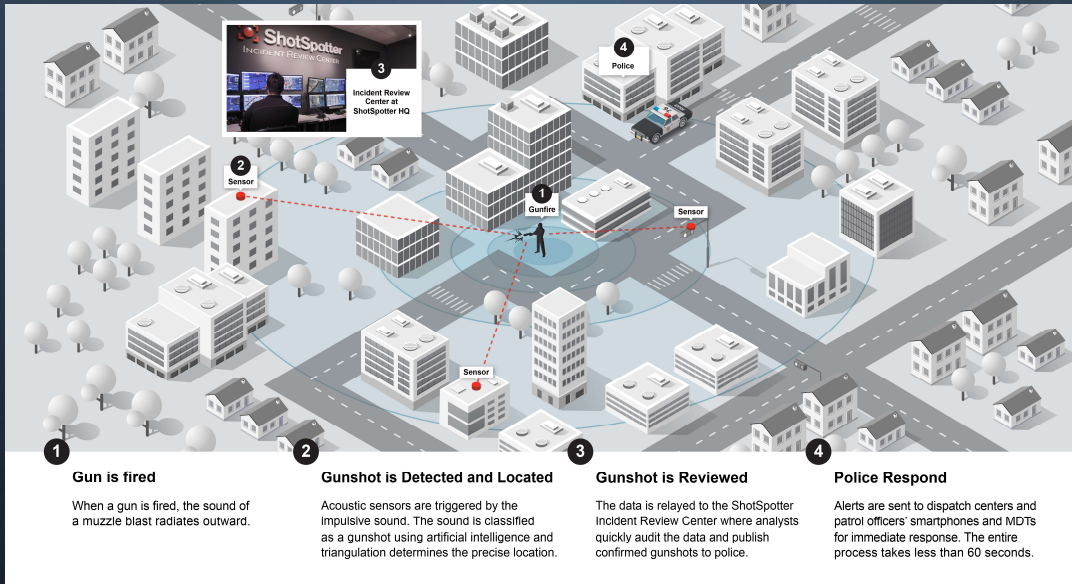 ShotSpotter
INCIDENT REVIEW CENTER
3
Incident Review
Center at
ShotSpotter HQ
4
Police
2
Sensor
1
Gunfire
Sensor
Sensor
1
Gun is fired
When a gun is fired, the sound of
a muzzle blast radiates outward.
2
Gunshot is Detected and Located
Acoustic sensors are triggered by the
impulsive sound. The sound is classified
as a gunshot using artificial intelligence and
triangulation determines the precise location.
3
Gunshot is Reviewed
The data is relayed to the ShotSpotter
Incident Review Center where analysts
quickly audit the data and publish
confirmed gunshots to police.
4
Police Respond
Alerts are sent to dispatch centers and
patrol officers' smartphones and MDTs
for immediate response. The entire
process takes less than 60 seconds.